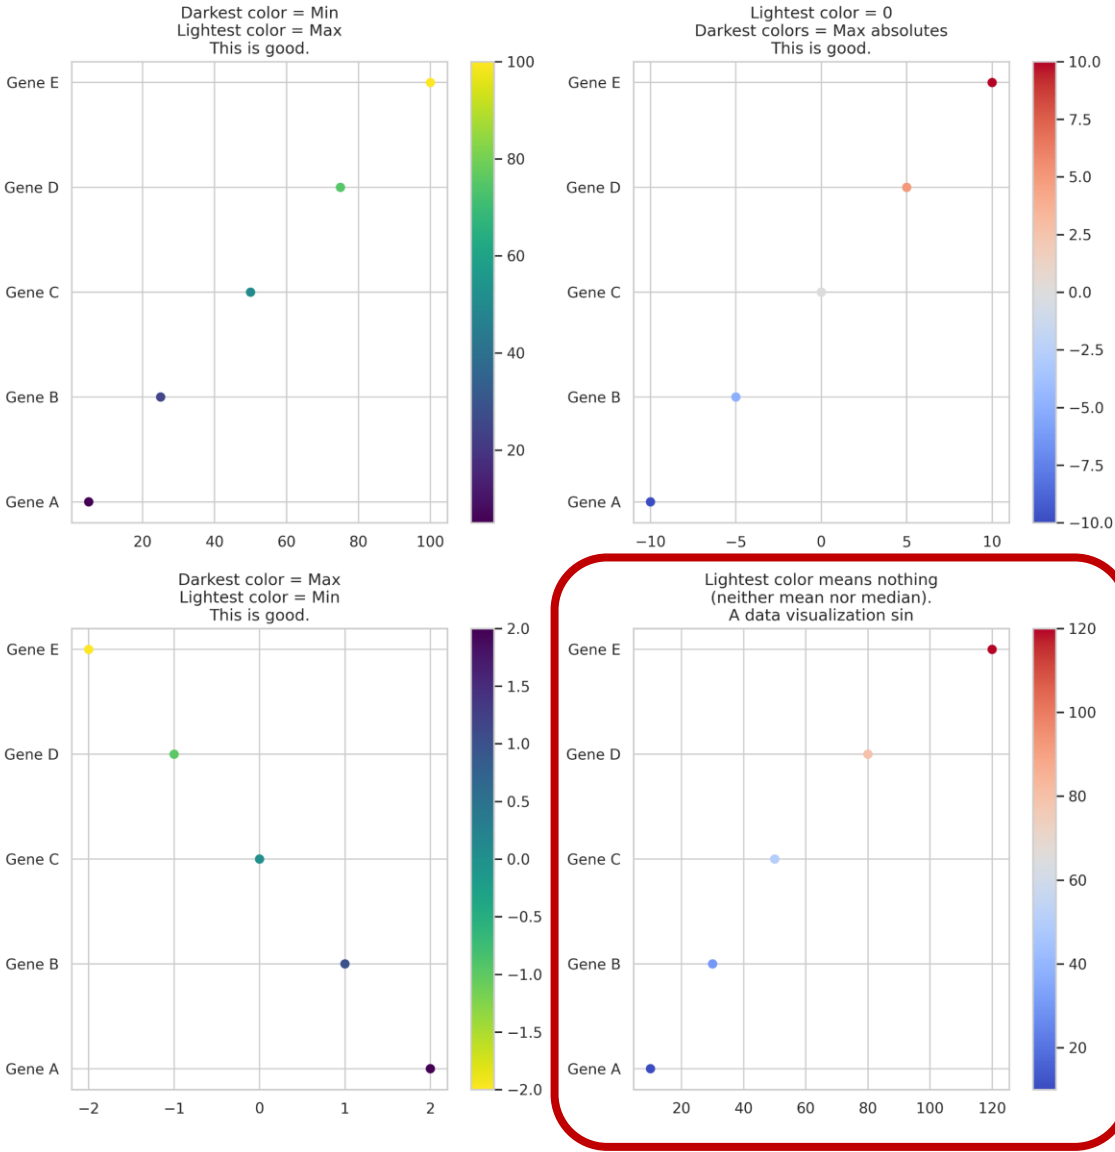 Darkest color = Min
Lightest color = Max
This is good.
Gene E
Gene D
Gene C
Gene B
Gene A
20 40 60 80 100
100
80
60
40
20
Lightest color = 0
Darkest colors = Max absolutes
This is good.
Gene E
Gene D
Gene C
Gene B
Gene A
−10 −5 0 5 10
10.0
7.5
5.0
2.5
0.0
−2.5
−5.0
−7.5
−10.0
Darkest color = Max
Lightest color = Min
This is good.
Gene E
Gene D
Gene C
Gene B
Gene A
−2 −1 0 1 2
2.0
1.5
1.0
0.5
0.0
−0.5
−1.0
−1.5
−2.0
Lightest color means nothing
(neither mean nor median).
A data visualization sin
Gene E
Gene D
Gene C
Gene B
Gene A
20 40 60 80 100 120
120
100
80
60
40
20